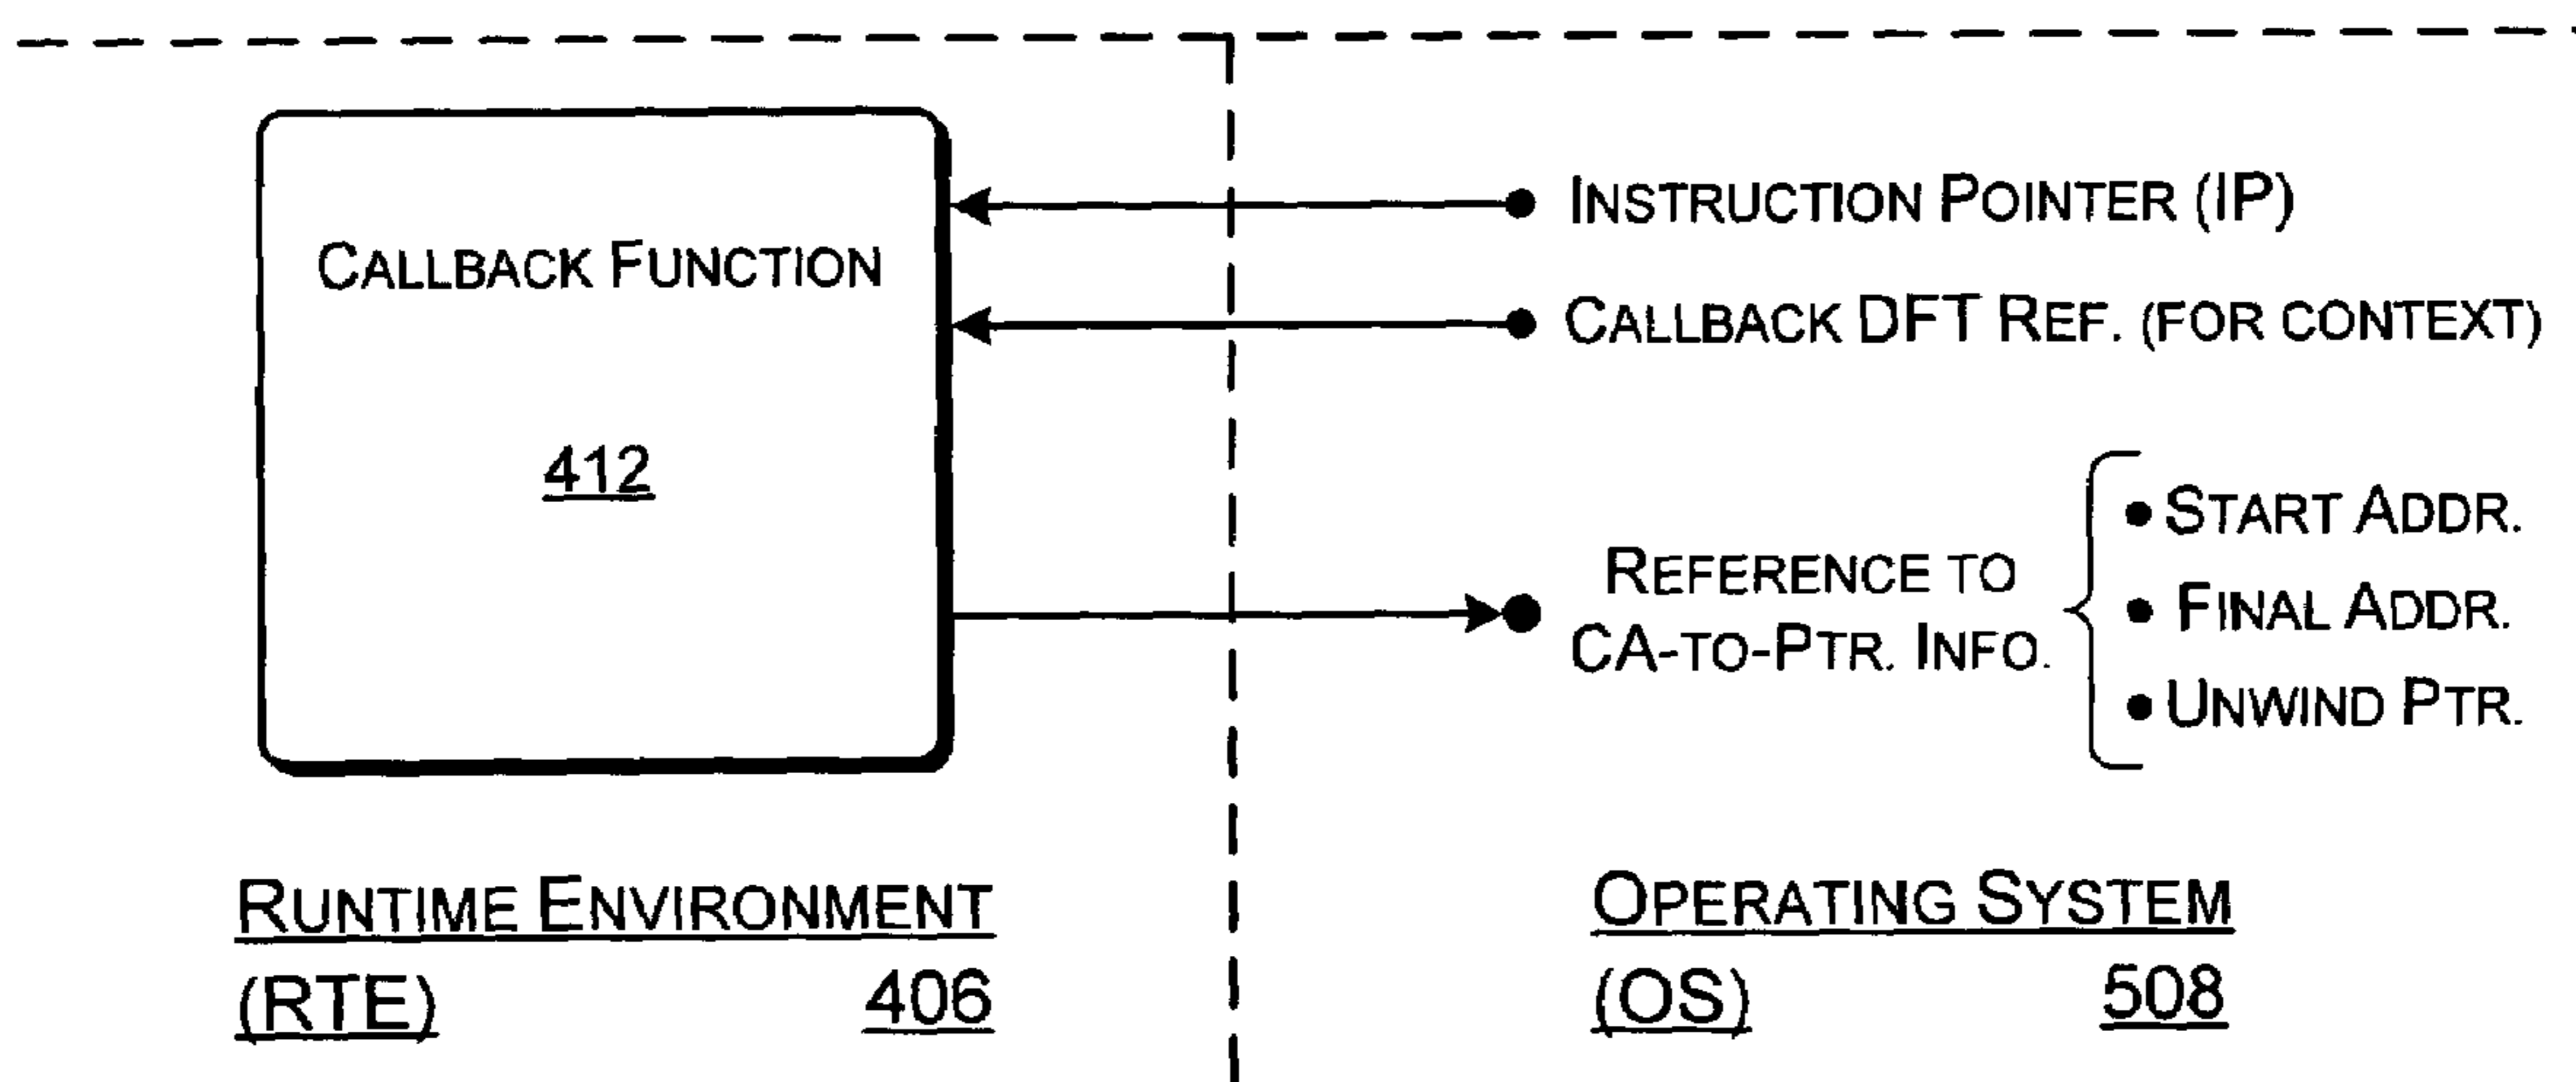 CALLBACK FUNCTION
412
INSTRUCTION POINTER (IP)
CALLBACK DFT REF. (FOR CONTEXT)
REFERENCE TO
CA-TO-PTR. INFO.
• START ADDR.
• FINAL ADDR.
• UNWIND PTR.
RUNTIME ENVIRONMENT
(RTE) 406
OPERATING SYSTEM
(OS) 508